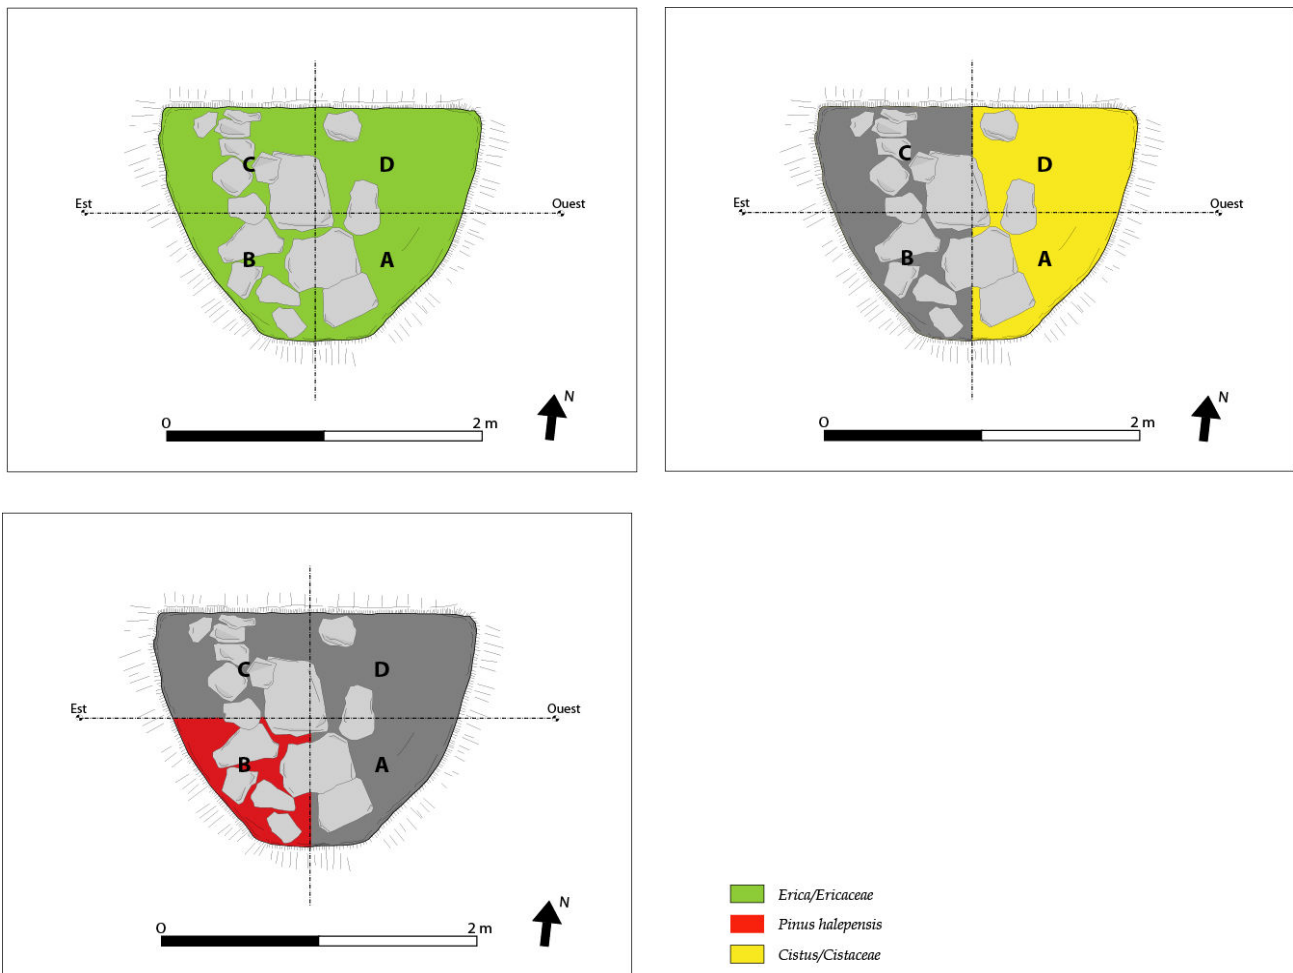 C
D
Est
Ouest
B
A
0
2 m
N
C
D
Est
Ouest
B
A
0
2 m
N
C
D
Est
Ouest
B
A
0
2 m
N
Erica/Ericaceae
Pinus halepensis
Cistus/Cistaceae